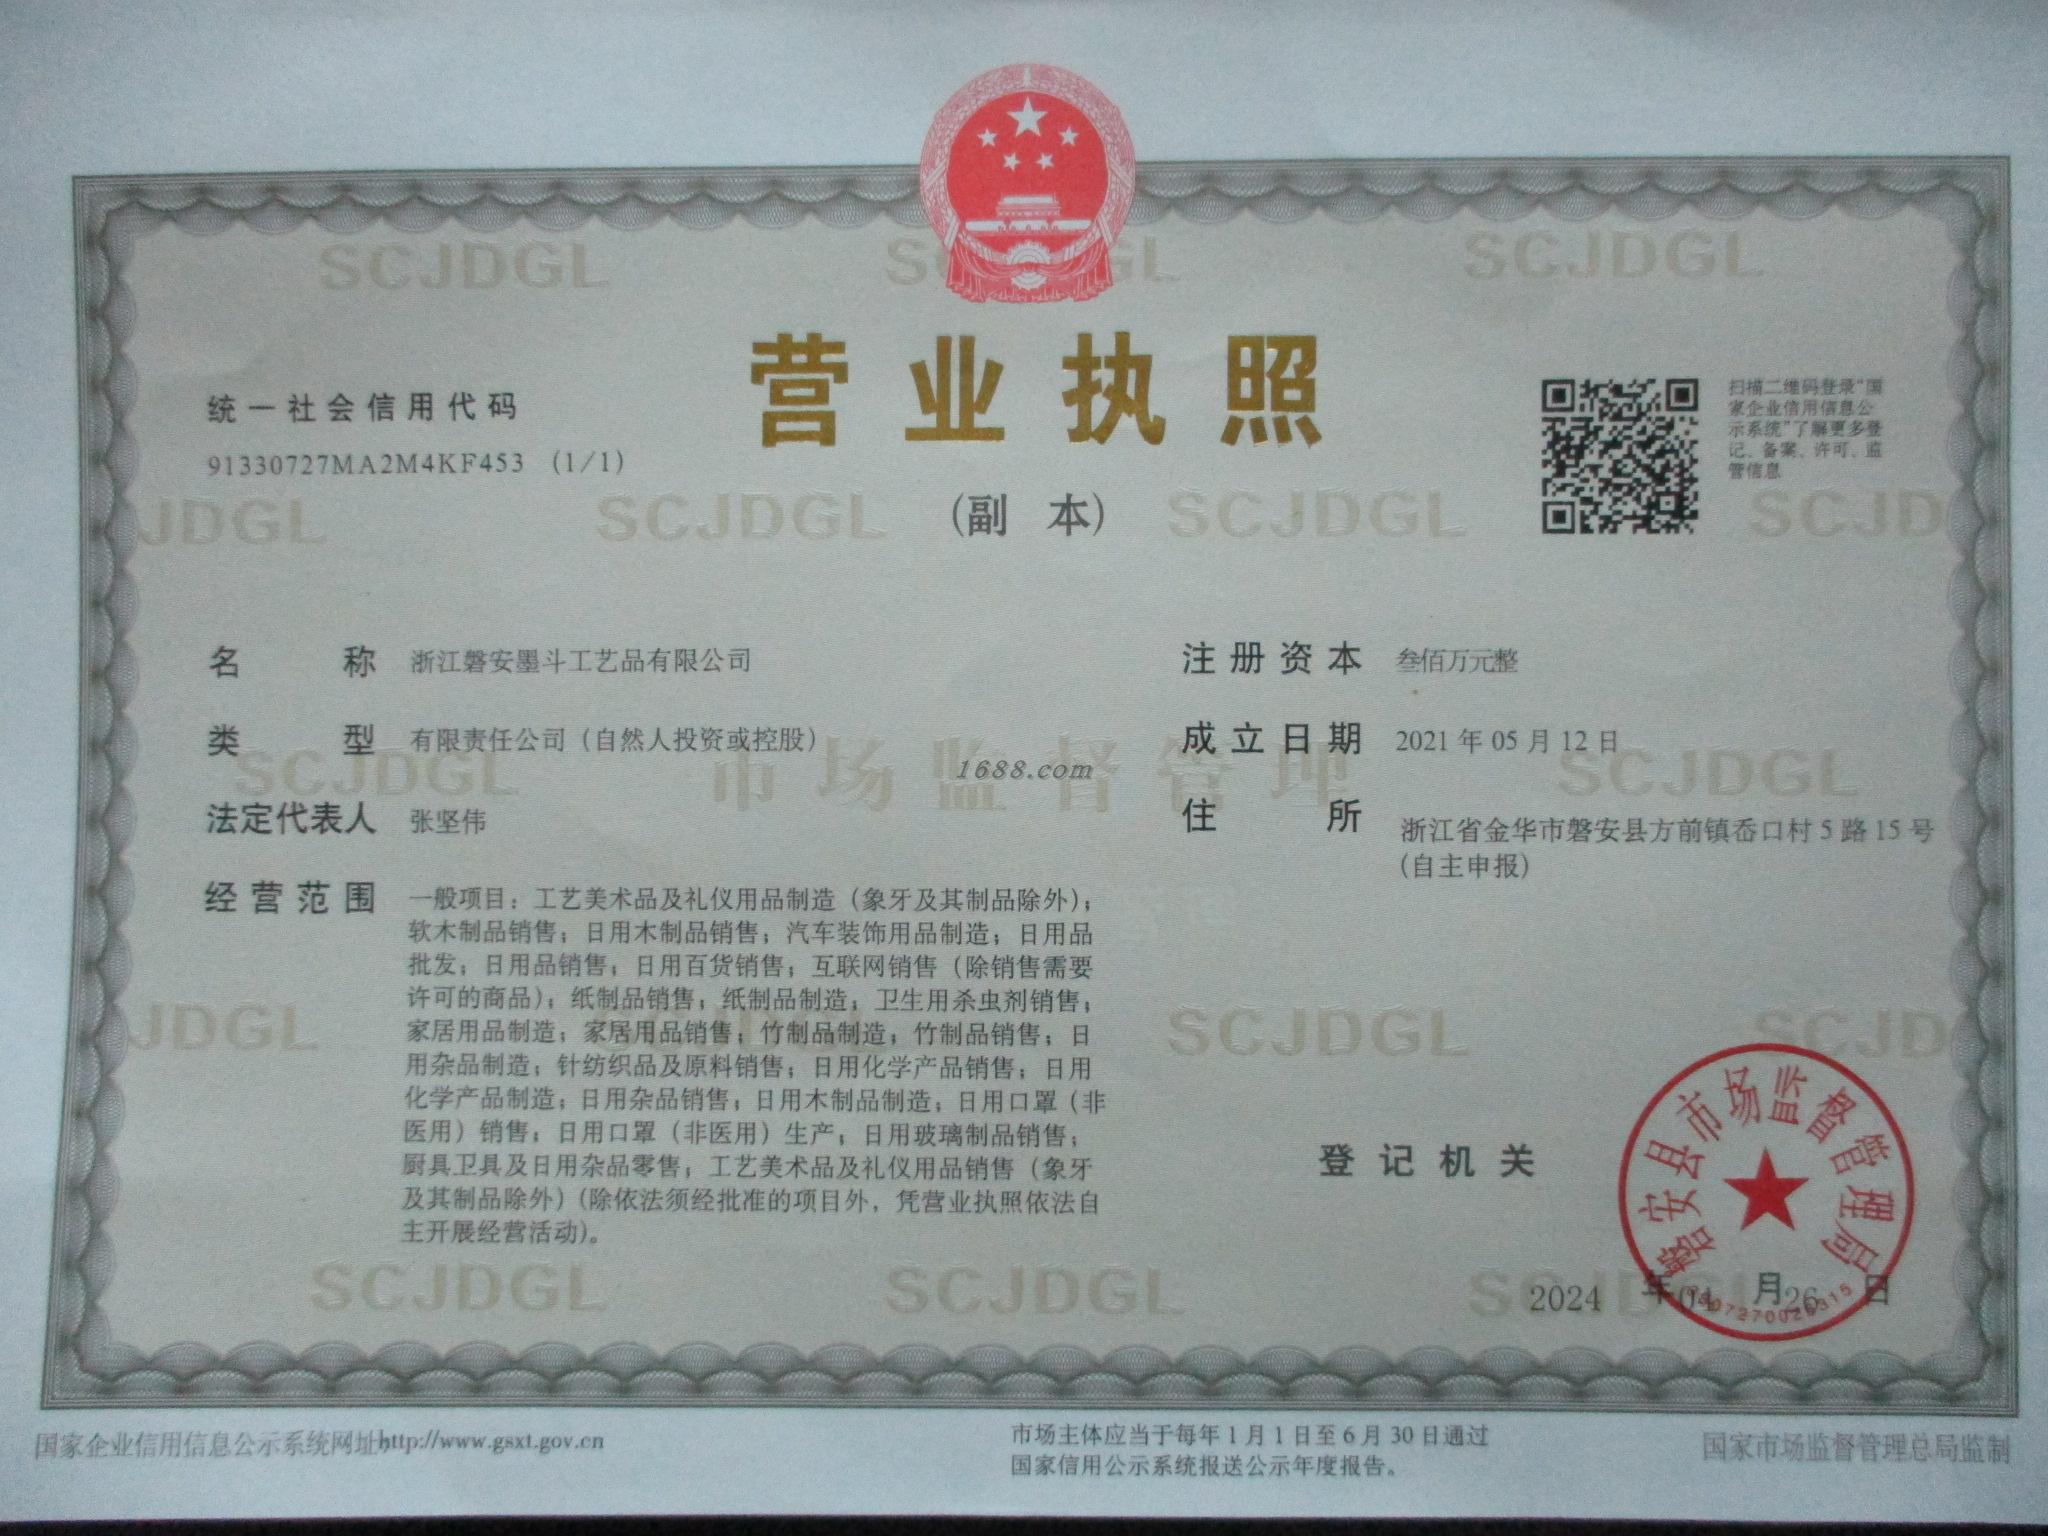 SCJDGL
SCJDGL
营业执照
(副 本)
统一社会信用代码
91330727MA2M4KF453 (1/1)
扫描二维码登录“国
家企业信用信息公
示系统”了解更多登
记、备案、许可、监
管信息
JDGL
SCJDGL
SCJDGL
SCJD
名 称 浙江磐安墨斗工艺品有限公司
类 型 有限责任公司（自然人投资或控股）
法定代表人 张坚伟
经营范围 一般项目：工艺美术品及礼仪用品制造（象牙及其制品除外）；
软木制品销售；日用木制品销售；汽车装饰用品制造；日用品
批发；日用品销售；日用百货销售；互联网销售（除销售需要
许可的商品）；纸制品销售；纸制品制造；卫生用杀虫剂销售；
家居用品制造；家居用品销售；竹制品制造；竹制品销售；日
用杂品制造；针纺织品及原料销售；日用化学产品销售；日用
化学产品制造；日用杂品销售；日用木制品制造；日用口罩（非
医用）销售；日用口罩（非医用）生产；日用玻璃制品销售；
厨具卫具及日用杂品零售；工艺美术品及礼仪用品销售（象牙
及其制品除外）(除依法须经批准的项目外，凭营业执照依法自
主开展经营活动)。
注册资本 叁佰万元整
成立日期 2021 年 05 月 12 日
住 所 浙江省金华市磐安县方前镇岙口村 5 路 15 号
(自主申报)
SCJDGL
市场监督管理
1688.com
SCJDGL
JDGL
SCJDGL
SCJD
登记机关
磐安县市场监督管理局
2024 年 04 月 26 日
SCJDGL
SCJDGL
国家企业信用信息公示系统网址:http://www.gsxt.gov.cn
市场主体应当于每年 1 月 1 日至 6 月 30 日通过
国家信用公示系统报送公示年度报告。
国家市场监督管理总局监制